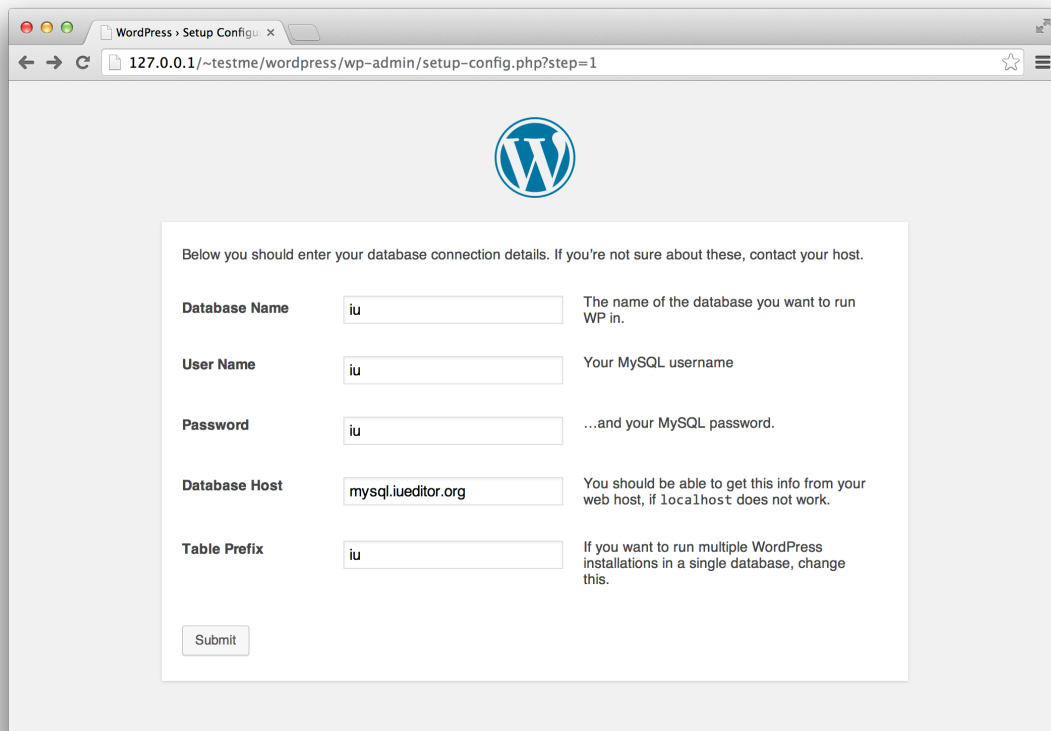 WordPress › Setup Configu
127.0.0.1/~testme/wordpress/wp-admin/setup-config.php?step=1
Below you should enter your database connection details. If you’re not sure about these, contact your host.
Database Name
iu
The name of the database you want to run
WP in.
User Name
iu
Your MySQL username
Password
iu
…and your MySQL password.
Database Host
mysql.iueditor.org
You should be able to get this info from your
web host, if localhost does not work.
Table Prefix
iu
If you want to run multiple WordPress
installations in a single database, change
this.
Submit